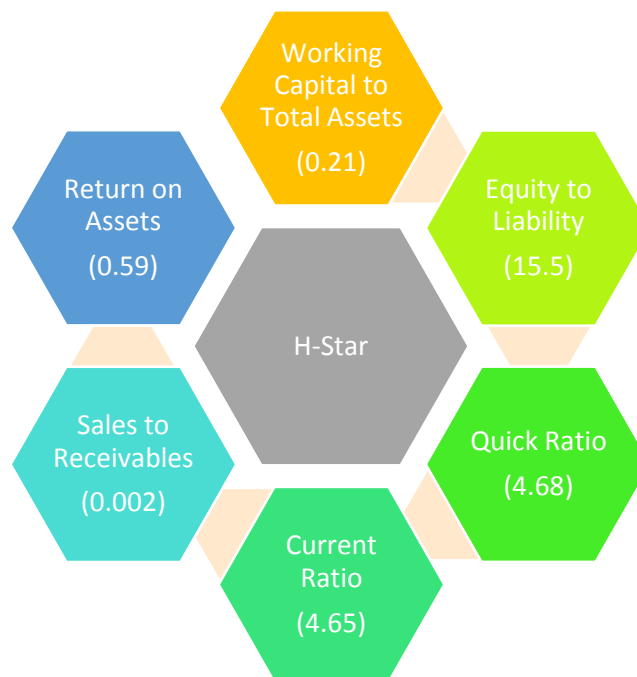 Working
Capital to
Total Assets
(0.21)
Equity to
Liability
(15.5)
Quick Ratio
(4.68)
Current
Ratio
(4.65)
Sales to
Receivables
(0.002)
Return on
Assets
(0.59)
H-Star